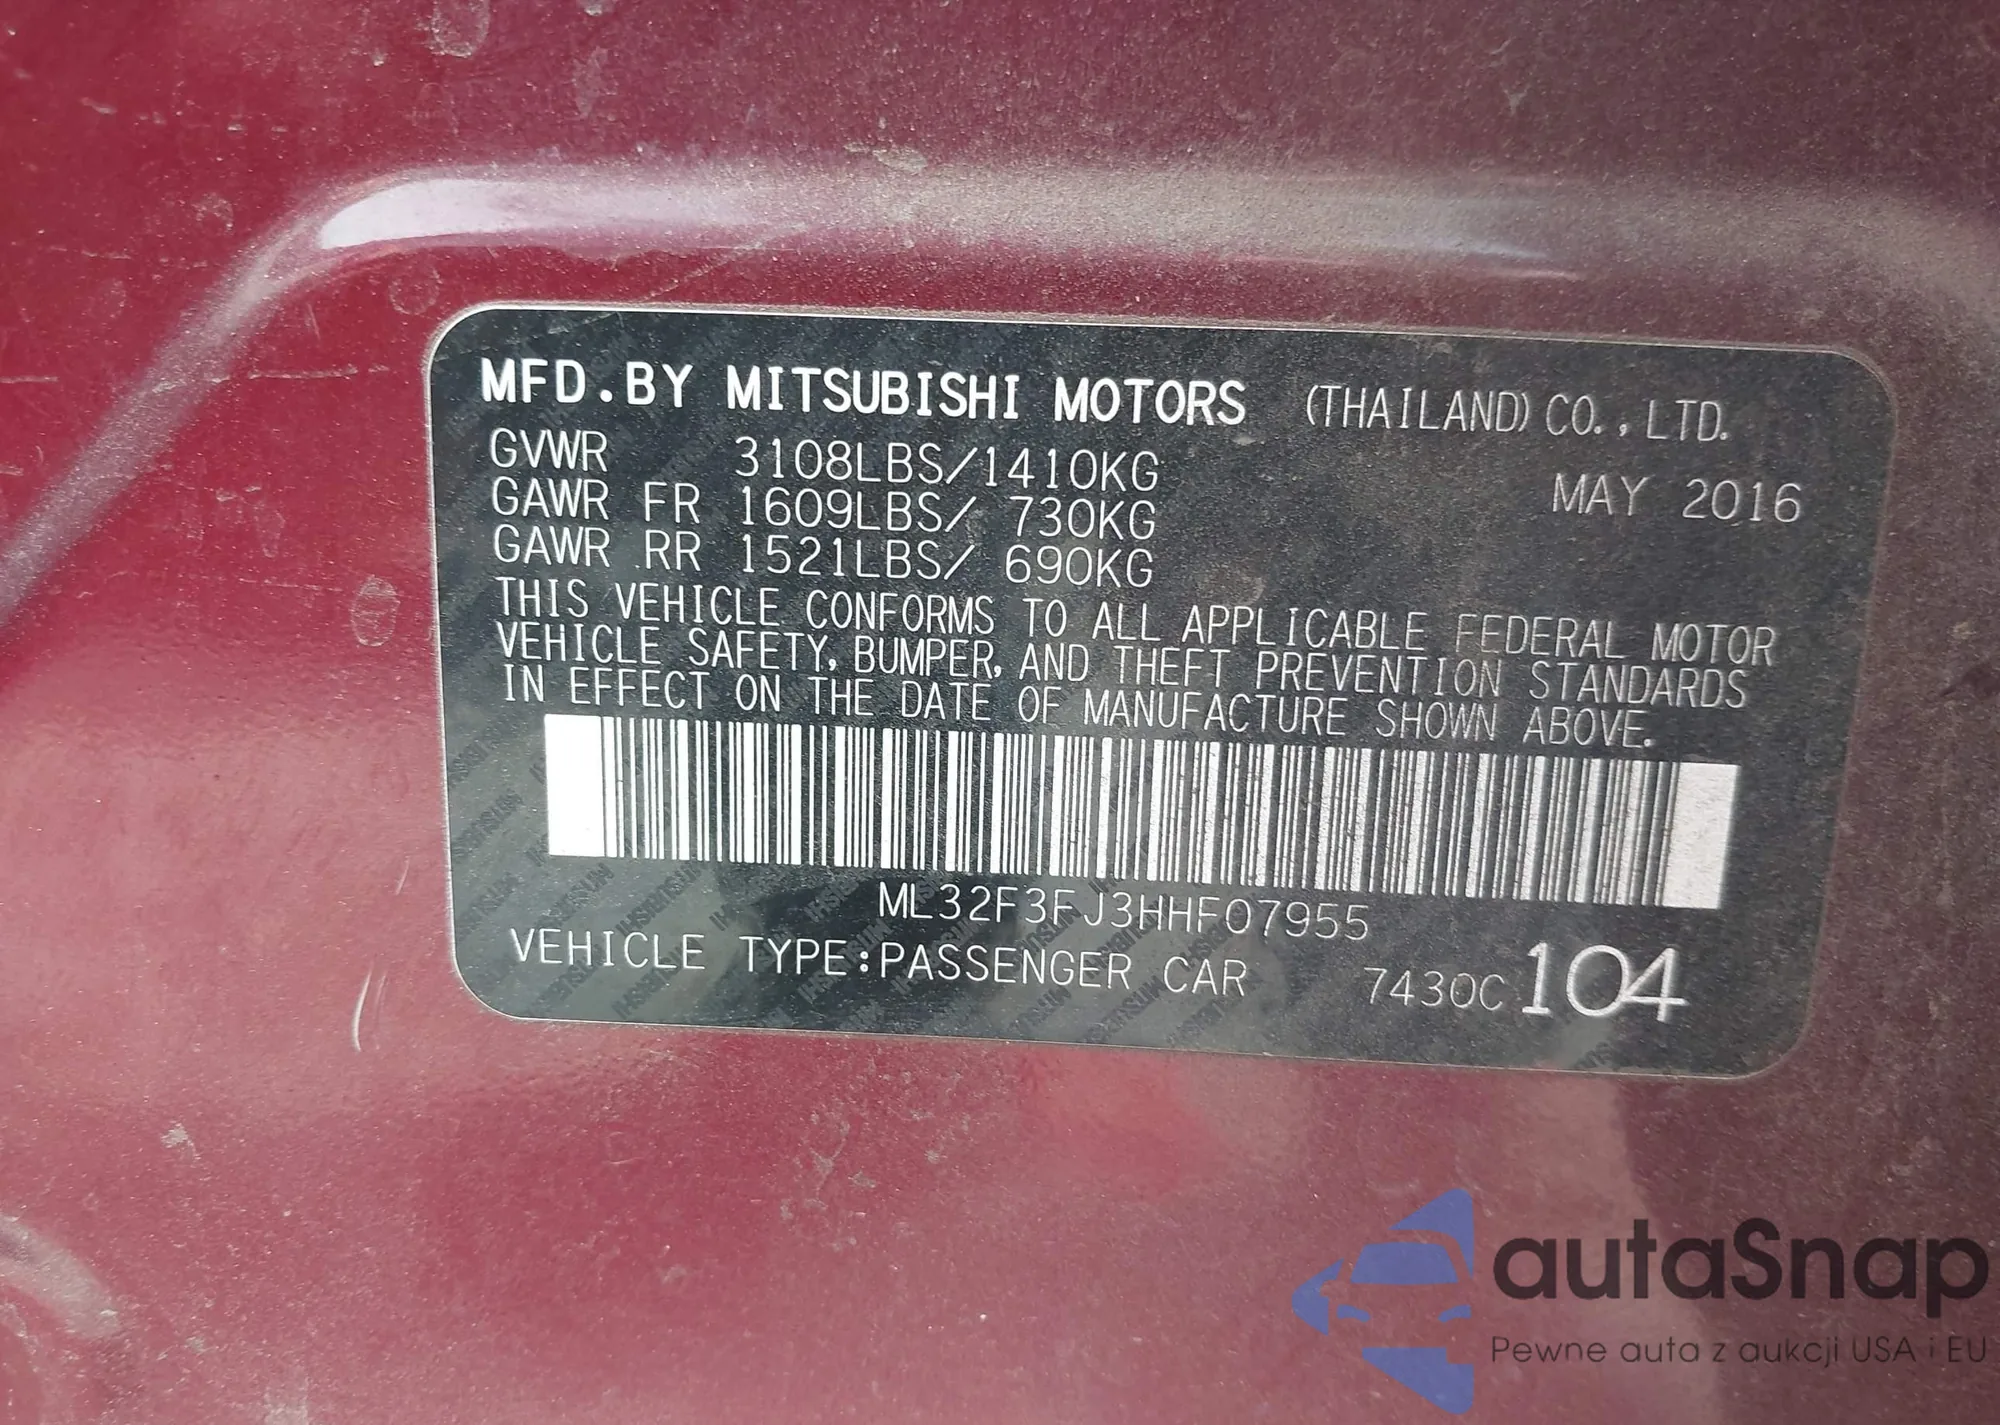 MFD.BY MITSUBISHI MOTORS (THAILAND) CO.,LTD.
GVWR 3108LBS/1410KG MAY 2016
GAWR FR 1609LBS/ 730KG
GAWR RR 1521LBS/ 690KG
THIS VEHICLE CONFORMS TO ALL APPLICABLE FEDERAL MOTOR
VEHICLE SAFETY, BUMPER, AND THEFT PREVENTION STANDARDS
IN EFFECT ON THE DATE OF MANUFACTURE SHOWN ABOVE.
ML32F3FJ3HHF07955
VEHICLE TYPE:PASSENGER CAR 7430C 104
autaSnap
Pewne auta z aukcji USA i EU